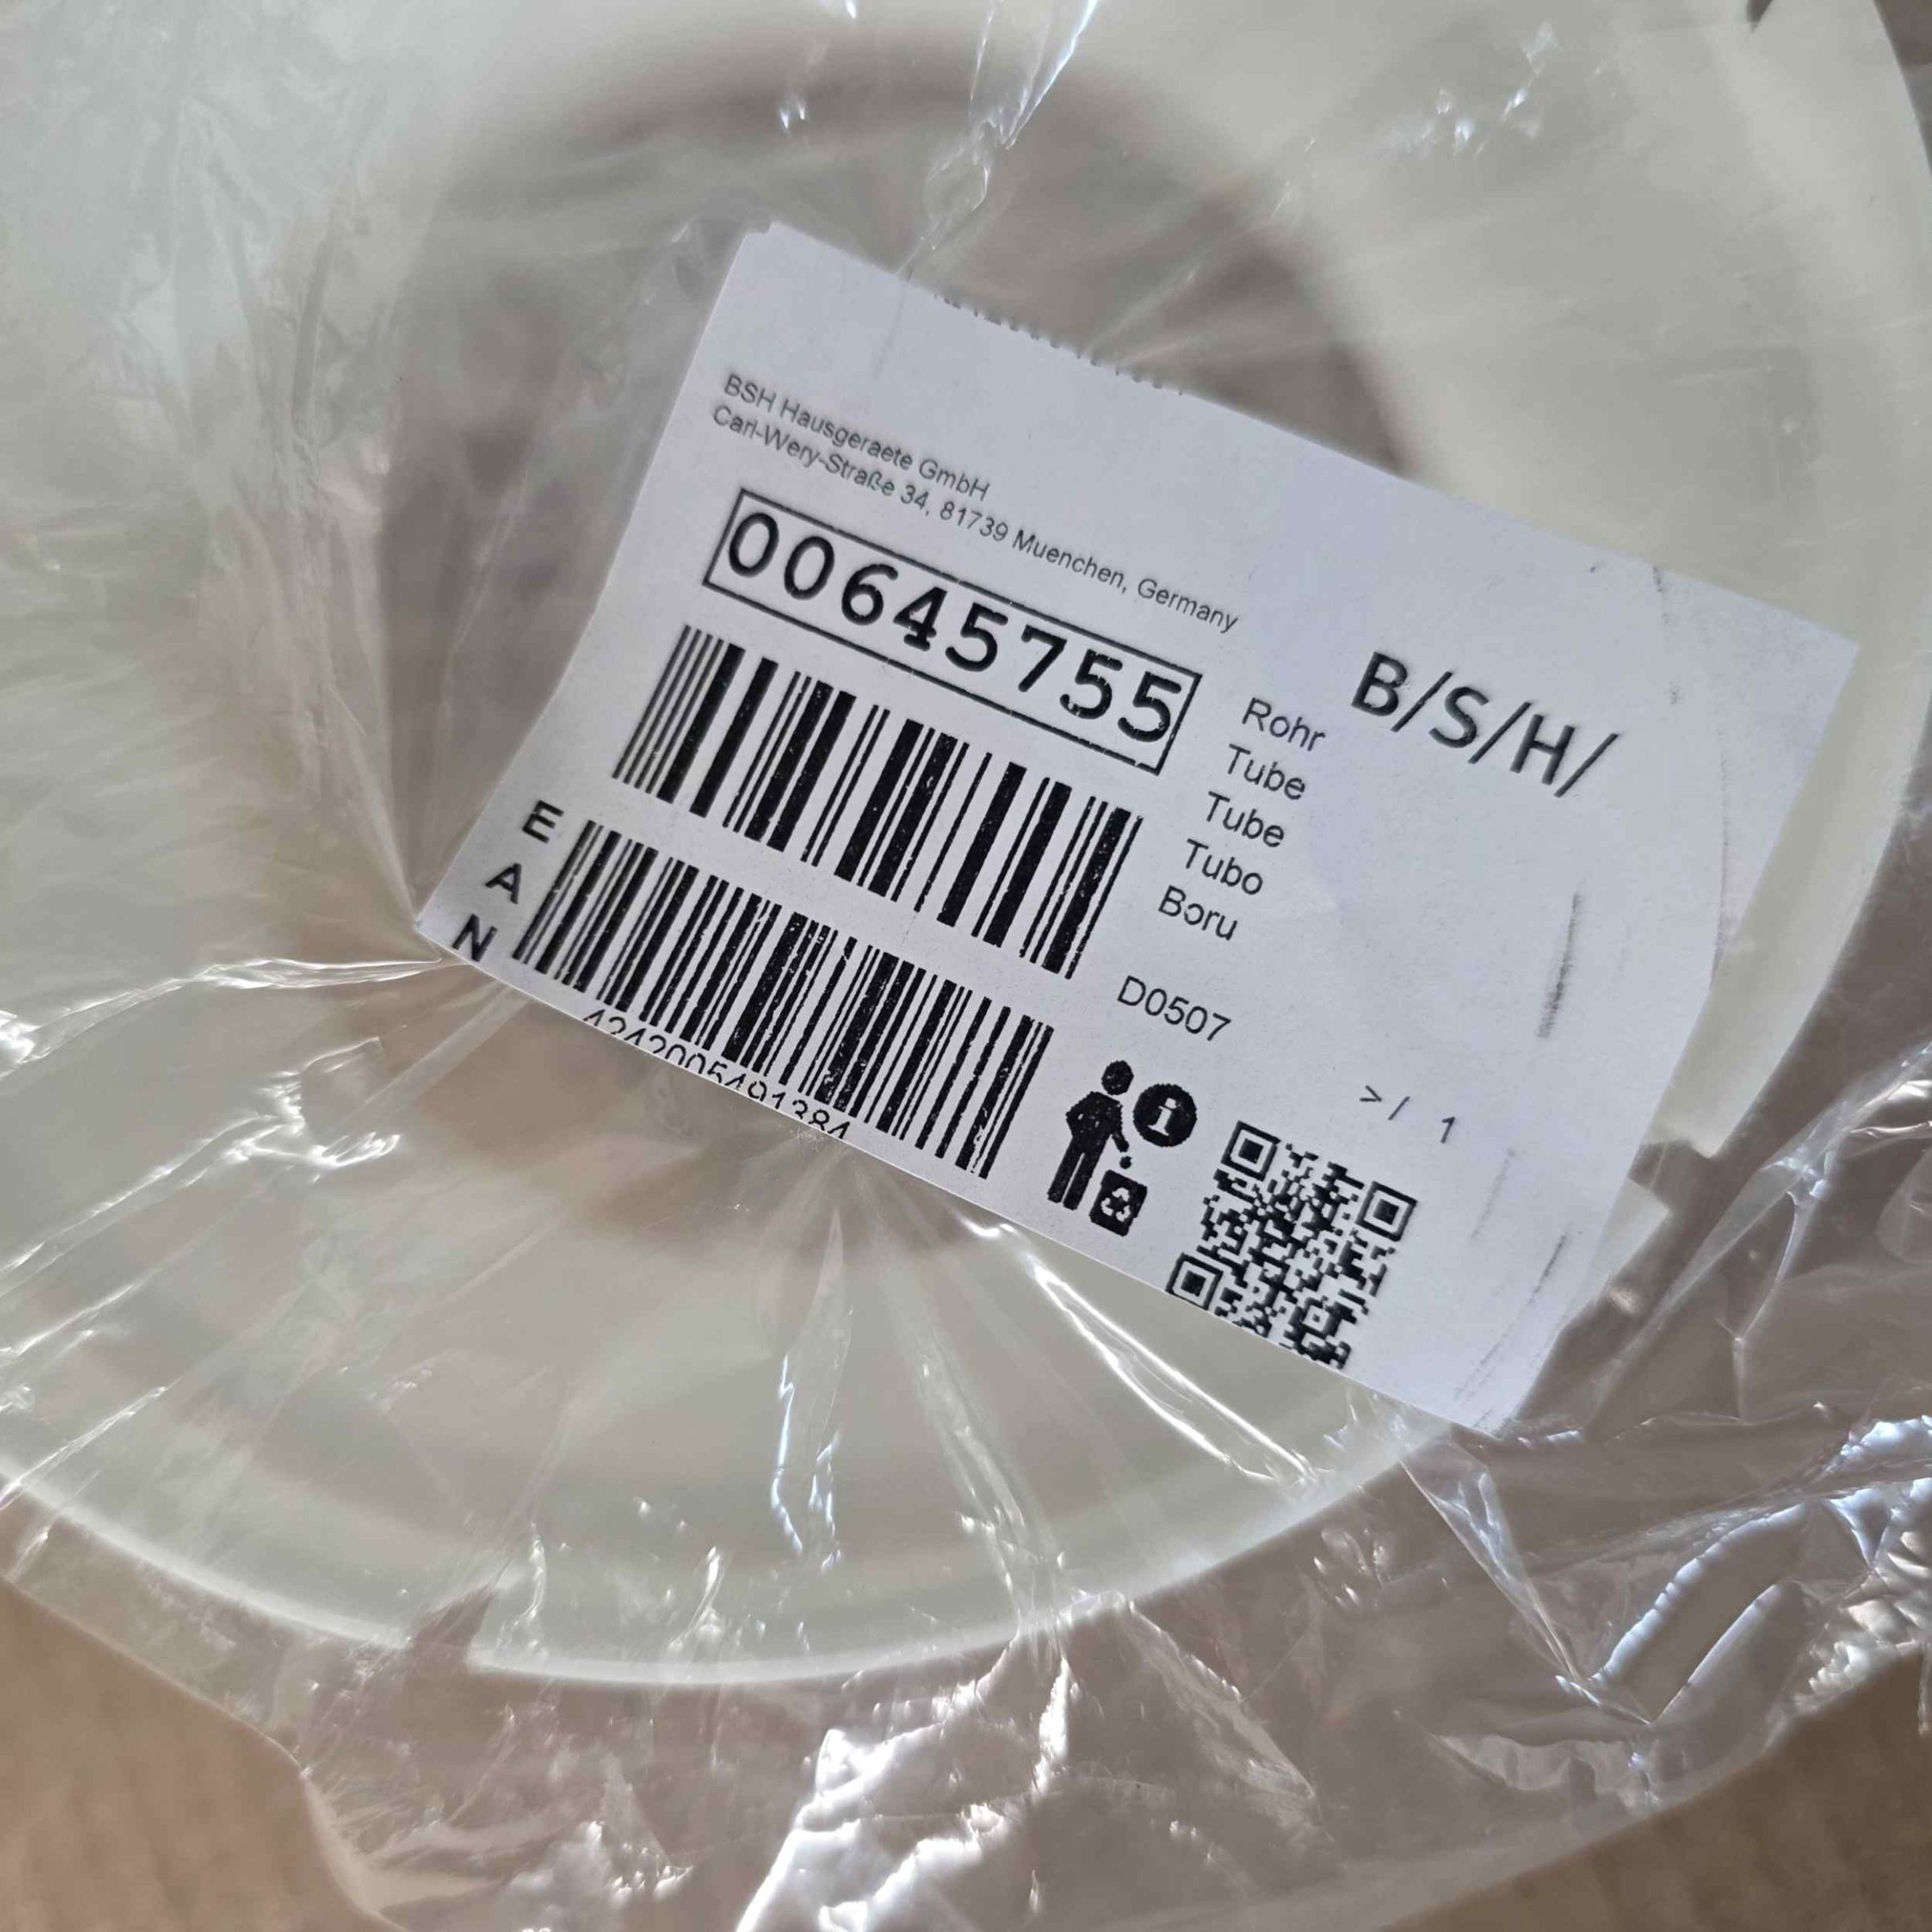 BSH Hausgeraete GmbH
Carl-Wery-Straße 34, 81739 Muenchen, Germany
00645755
B/S/H/
Rohr
Tube
Tube
Tubo
Boru
D0507
>/ 1
EAN
4242005491384